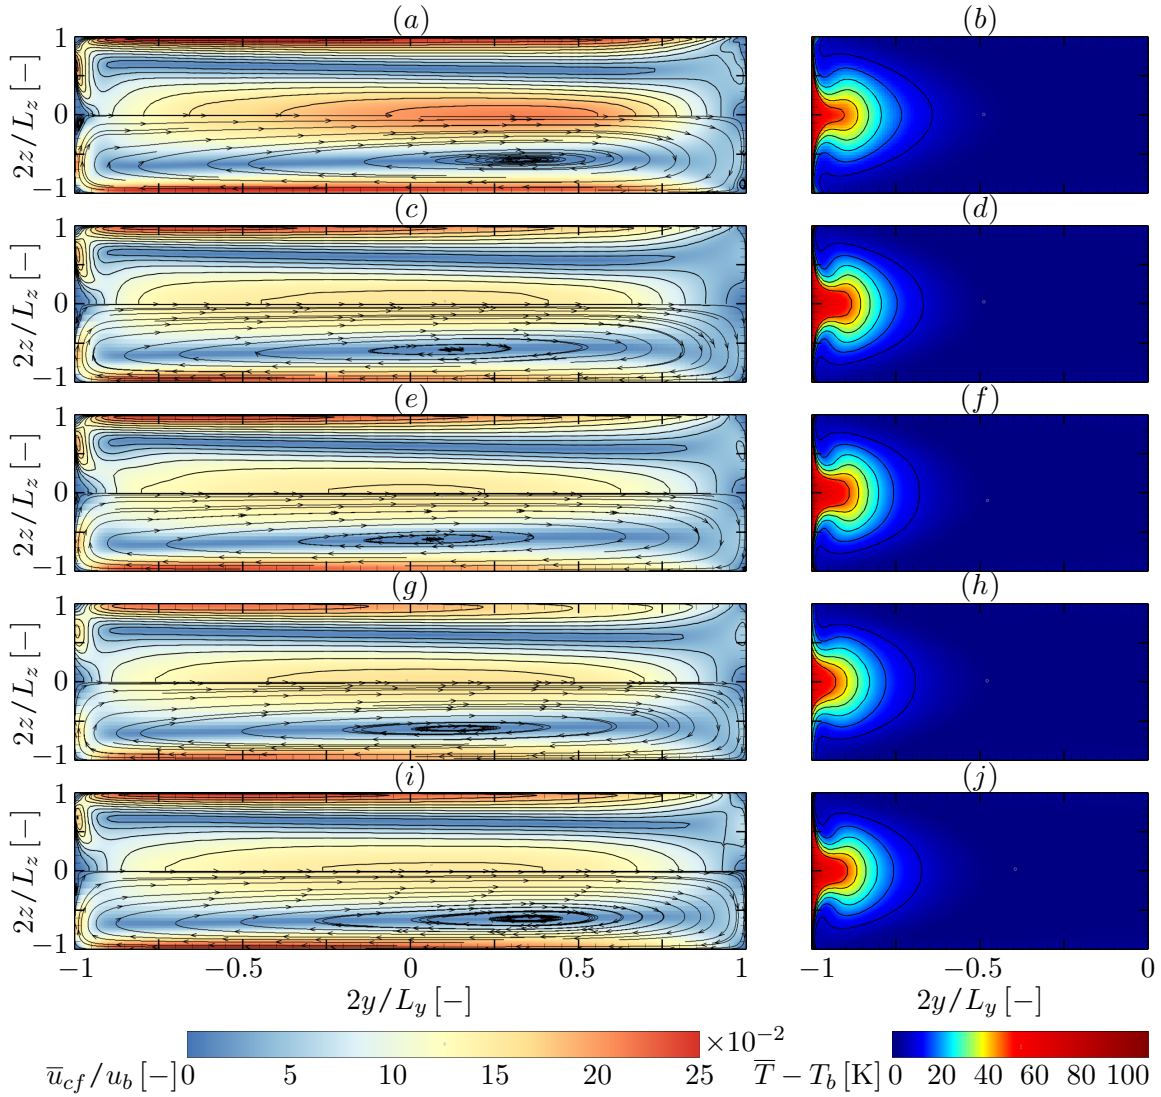 (a) (b)
1
2z/L_z [−] 0
−1
(c) (d)
1
2z/L_z [−] 0
−1
(e) (f)
1
2z/L_z [−] 0
−1
(g) (h)
1
2z/L_z [−] 0
−1
(i) (j)
1
2z/L_z [−] 0
−1
−1 −0.5 0 0.5 1 −1 −0.5 0
2y/L_y [−] 2y/L_y [−]
×10⁻²
u̅_cf/u_b [−] 0 5 10 15 20 25 T̅ − T_b [K] 0 20 40 60 80 100